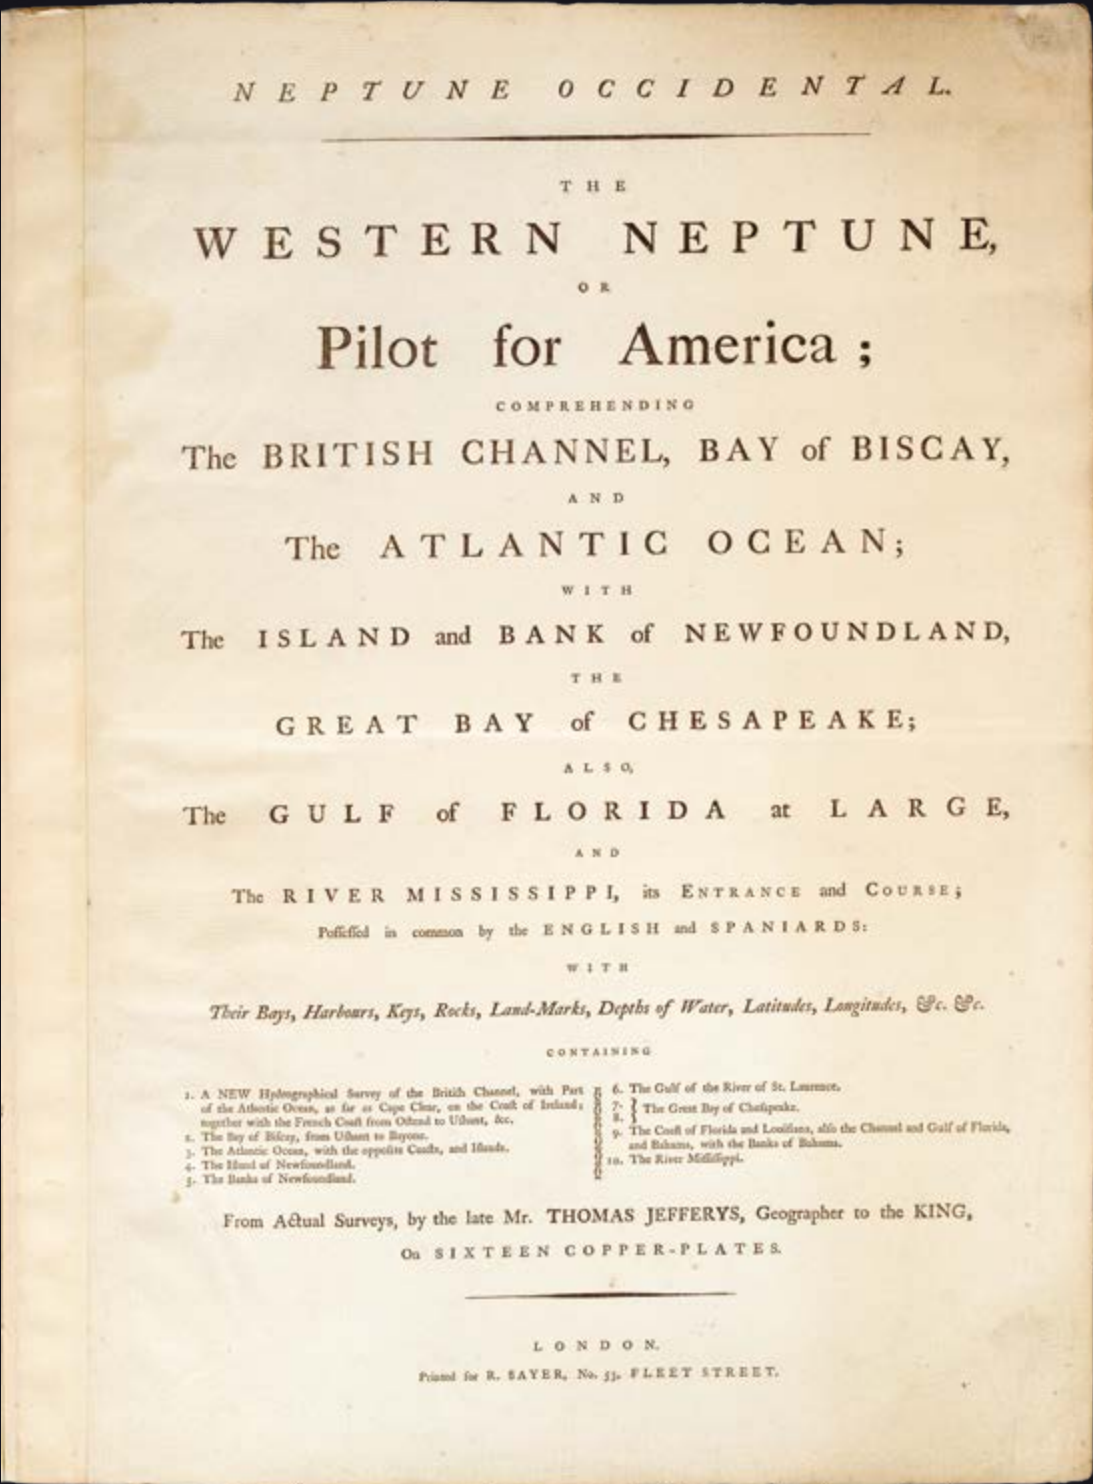 NEPTUNE OCCIDENTAL.
THE
WESTERN NEPTUNE,
OR
Pilot for America;
COMPREHENDING
The BRITISH CHANNEL, BAY of BISCAY,
AND
The ATLANTIC OCEAN;
WITH
The ISLAND and BANK of NEWFOUNDLAND,
THE
GREAT BAY of CHESAPEAKE;
ALSO,
The GULF of FLORIDA at LARGE,
AND
The RIVER MISSISSIPPI, its ENTRANCE and COURSE;
Poſſeſſed in common by the ENGLISH and SPANIARDS:
WITH
Their Bays, Harbours, Keys, Rocks, Land-Marks, Depths of Water, Latitudes, Longitudes, &c. &c.
CONTAINING
1. A NEW Hydrographical Survey of the Britiſh Channel, with Part
of the Atlantic Ocean, as far as Cape Clear, on the Coaſt of Ireland;
together with the French Coaſt from Oſtend to Uſhant, &c.
2. The Bay of Biſcay, from Uſhant to Bayone.
3. The Atlantic Ocean, with the oppoſite Coaſts, and Iſlands.
4. The Iſland of Newfoundland.
5. The Banks of Newfoundland.
6. The Gulf of the River of St. Laurence.
7. } The Great Bay of Cheſapeake.
8. }
9. The Coaſt of Florida and Louiſiana, alſo the Channel and Gulf of Florida,
and Bahama, with the Banks of Bahama.
10. The River Miſſiſſippi.
From Actual Surveys, by the late Mr. THOMAS JEFFERYS, Geographer to the KING,
On SIXTEEN COPPER-PLATES.
LONDON.
Printed for R. SAYER, No. 53, FLEET STREET.